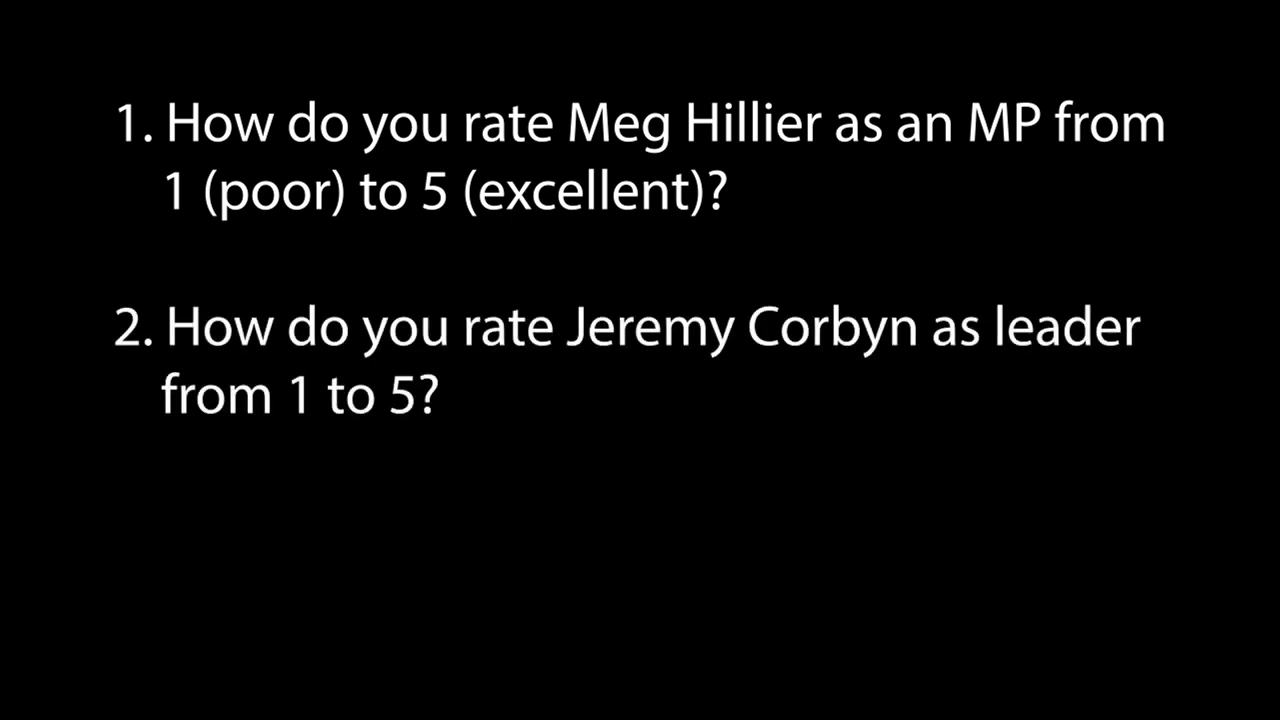 1. How do you rate Meg Hillier as an MP from
1 (poor) to 5 (excellent)?
2. How do you rate Jeremy Corbyn as leader
from 1 to 5?